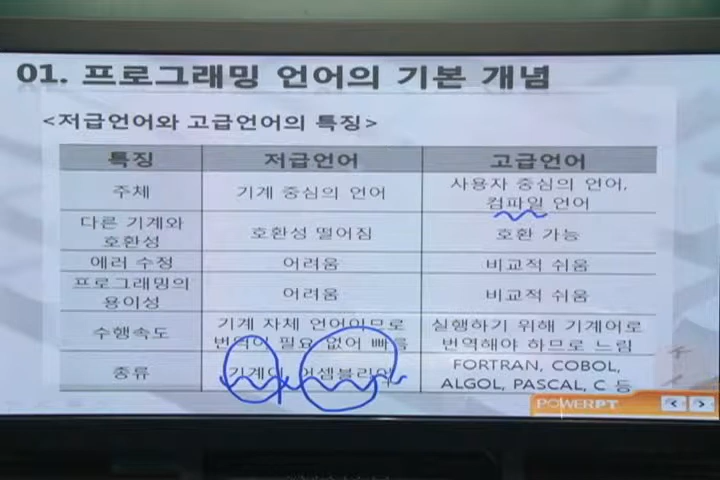 01. 프로그래밍 언어의 기본 개념
<저급언어와 고급언어의 특징>
특징 저급언어 고급언어
주체 기계 중심의 언어 사용자 중심의 언어,
컴파일 언어
다른 기계와
호환성 호환성 떨어짐 호환 가능
에러 수정 어려움 비교적 쉬움
프로그래밍의
용이성 어려움 비교적 쉬움
수행속도 기계 자체 언어이므로
번역이 필요 없어 빠름
실행하기 위해 기계어로
번역해야 하므로 느림
종류 기계어, 어셈블리어 FORTRAN, COBOL,
ALGOL, PASCAL, C 등
POWERPT